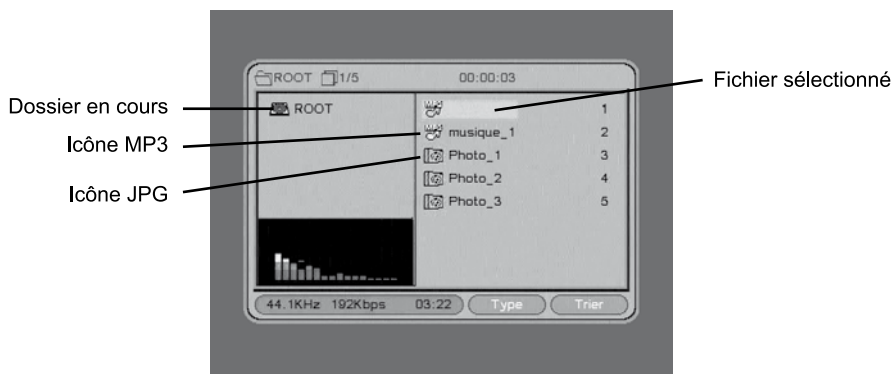 ROOT 1/5 00:00:03
Fichier sélectionné
Dossier en cours
ROOT
1
Icône MP3
musique_1 2
Icône JPG
Photo_1 3
Photo_2 4
Photo_3 5
44.1KHz 192Kbps 03:22 Type Trier